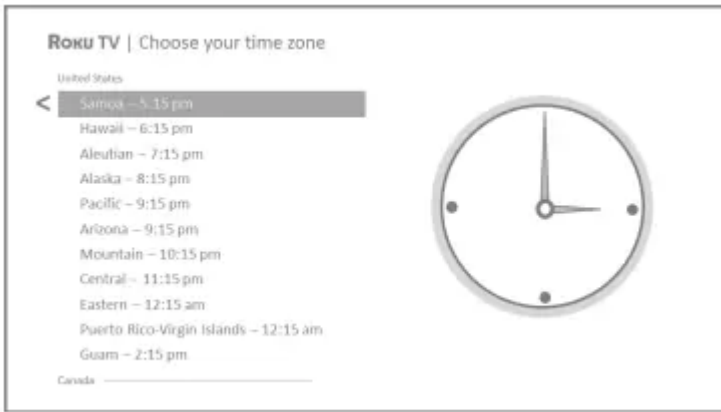 ROKU TV | Choose your time zone
United States
<
Samoa – 5:15 pm
Hawaii – 6:15 pm
Aleutian – 7:15 pm
Alaska – 8:15 pm
Pacific – 9:15 pm
Arizona – 9:15 pm
Mountain – 10:15 pm
Central – 11:15 pm
Eastern – 12:15 am
Puerto Rico-Virgin Islands – 12:15 am
Guam – 2:15 pm
Canada